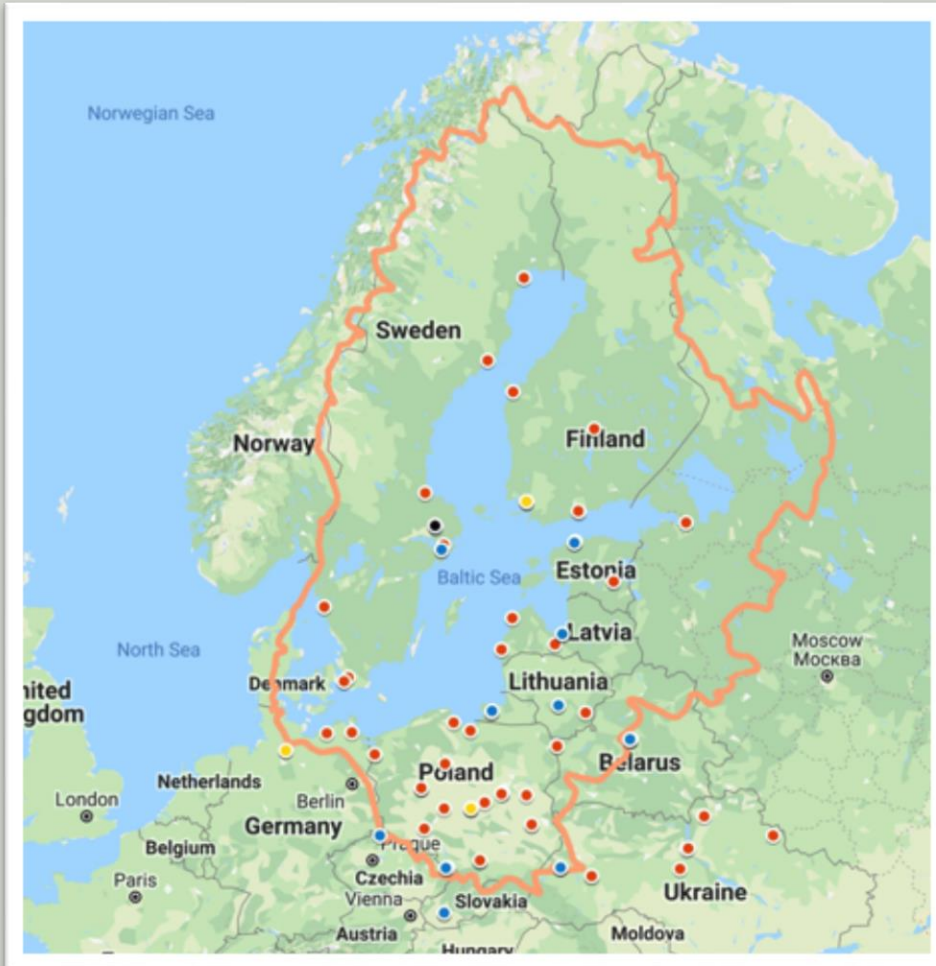 Norwegian Sea
Sweden
Norway
Finland
Baltic Sea
Estonia
North Sea
Latvia
Moscow
Москва
nited
gdom
Denmark
Lithuania
Netherlands
Poland
Belarus
London
Berlin
Germany
Belgium
Prague
Paris
Czechia
Vienna
Slovakia
Ukraine
Austria
Moldova
Hungary